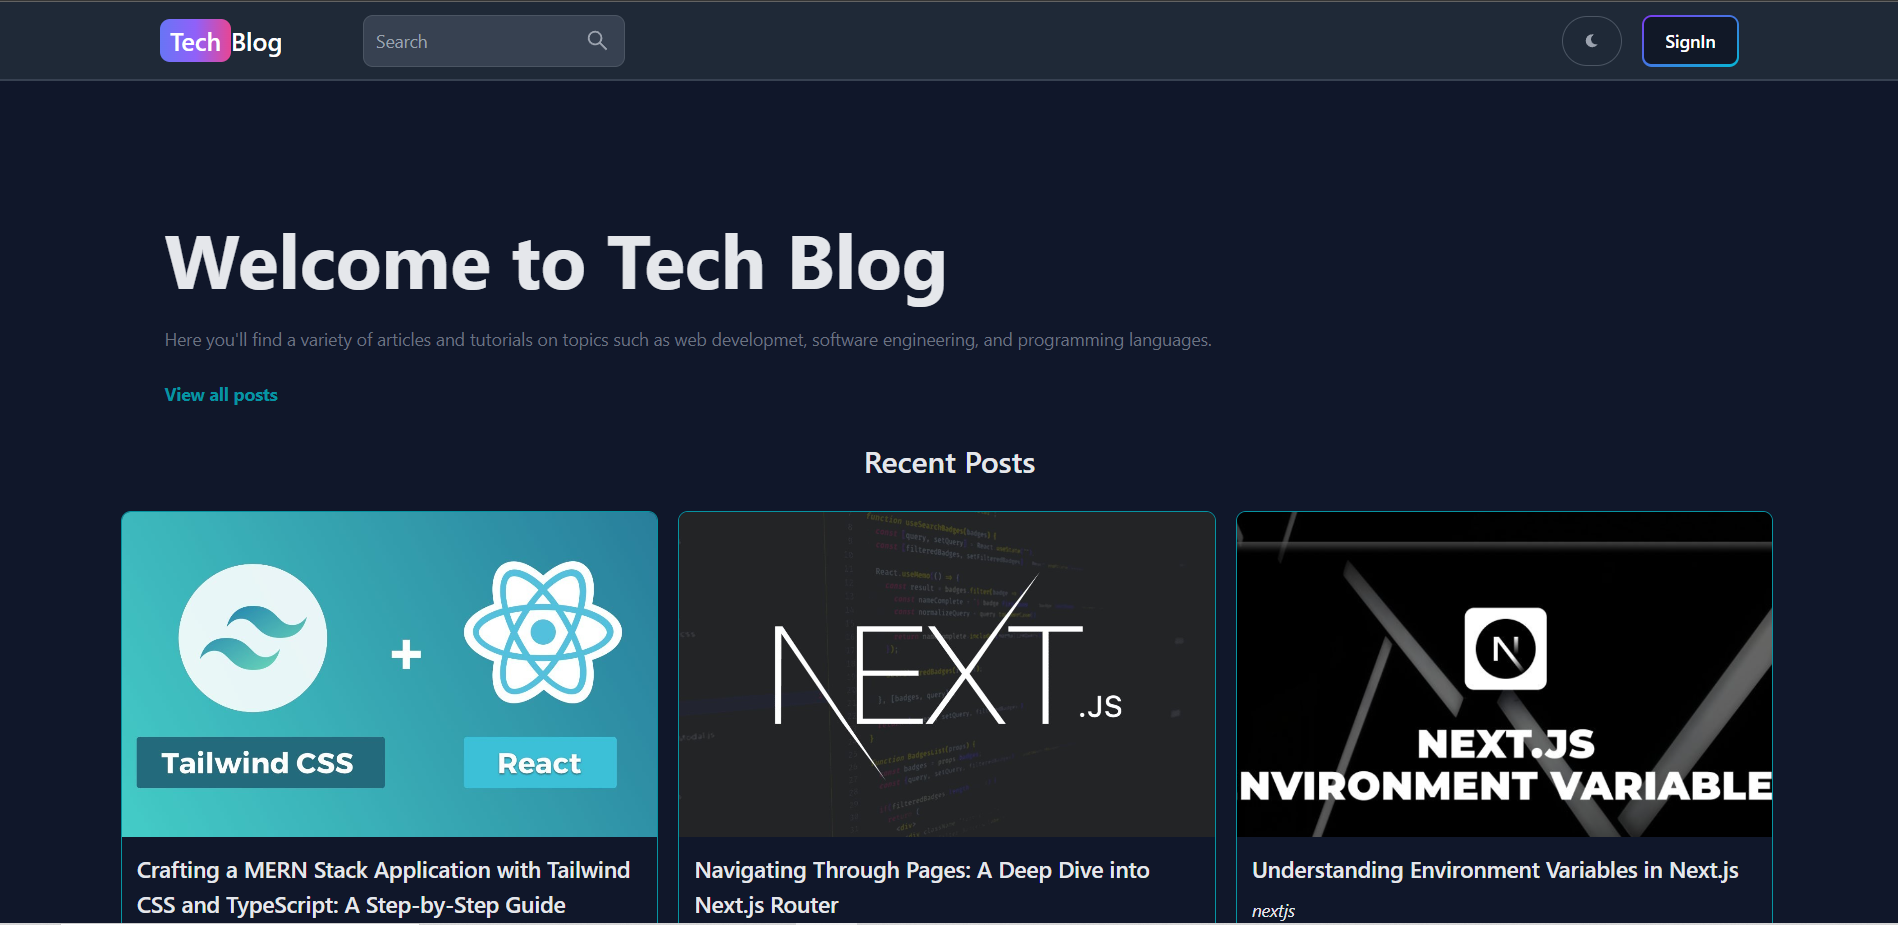 Tech Blog
Search
SignIn
Welcome to Tech Blog
Here you'll find a variety of articles and tutorials on topics such as web developmet, software engineering, and programming languages.
View all posts
Recent Posts
+
Tailwind CSS
React
NEXT.JS
N
NEXT.JS
NVIRONMENT VARIABLE
Crafting a MERN Stack Application with Tailwind
CSS and TypeScript: A Step-by-Step Guide
Navigating Through Pages: A Deep Dive into
Next.js Router
Understanding Environment Variables in Next.js
nextjs